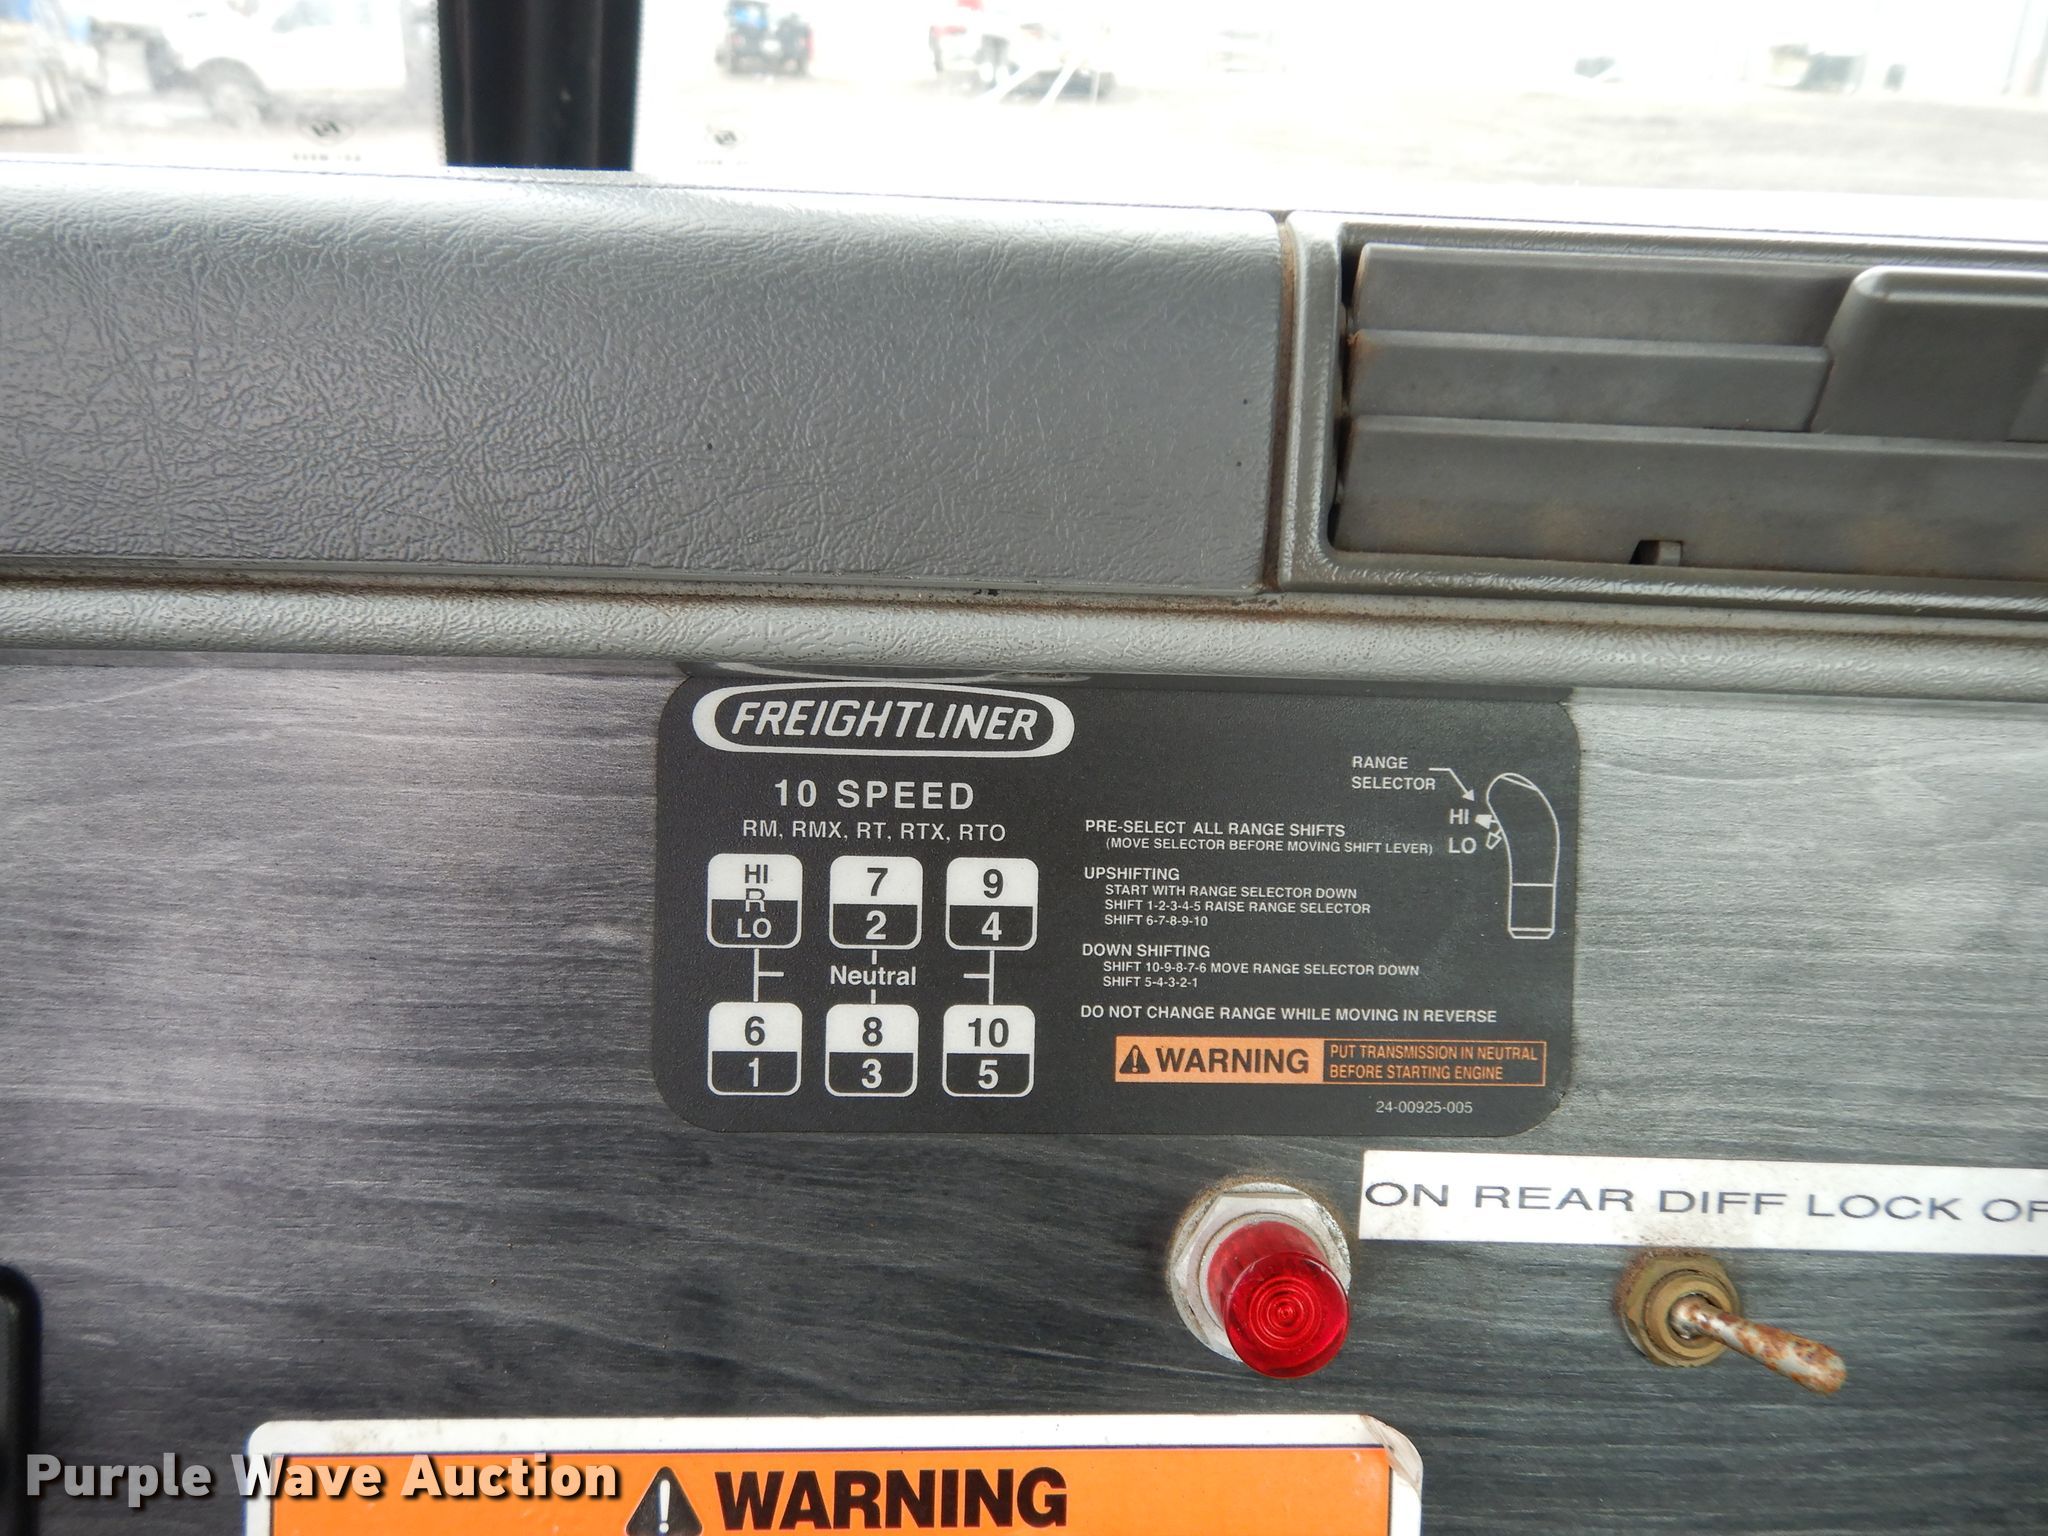 FREIGHTLINER
10 SPEED
RM, RMX, RT, RTX, RTO
HI
R
LO
7
2
9
4
Neutral
6
1
8
3
10
5
RANGE
SELECTOR
HI
LO
PRE-SELECT ALL RANGE SHIFTS
(MOVE SELECTOR BEFORE MOVING SHIFT LEVER)
UPSHIFTING
START WITH RANGE SELECTOR DOWN
SHIFT 1-2-3-4-5 RAISE RANGE SELECTOR
SHIFT 6-7-8-9-10
DOWN SHIFTING
SHIFT 10-9-8-7-6 MOVE RANGE SELECTOR DOWN
SHIFT 5-4-3-2-1
DO NOT CHANGE RANGE WHILE MOVING IN REVERSE
WARNING
PUT TRANSMISSION IN NEUTRAL
BEFORE STARTING ENGINE
24-00925-005
ON REAR DIFF LOCK OF
WARNING
Purple Wave Auction